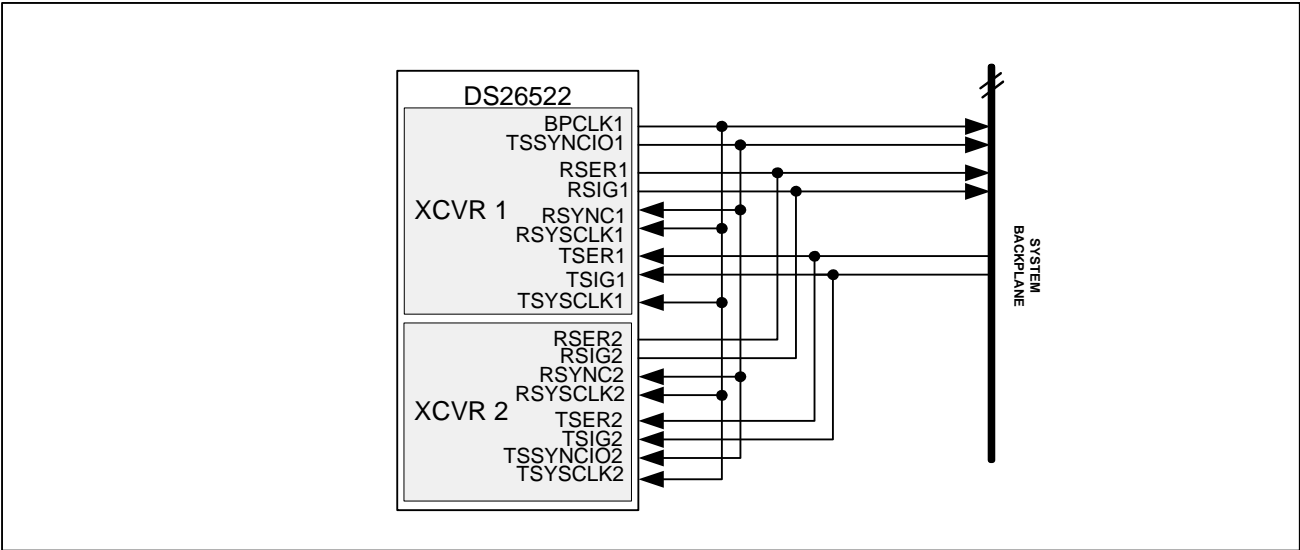 DS26522
BPCLK1
TSSYNCIO1
RSER1
RSIG1
XCVR 1
RSYNC1
RSYSCLK1
TSER1
TSIG1
TSYSCLK1
RSER2
RSIG2
RSYNC2
RSYSCLK2
XCVR 2
TSER2
TSIG2
TSSYNCIO2
TSYSCLK2
SYSTEM
BACKPLANE